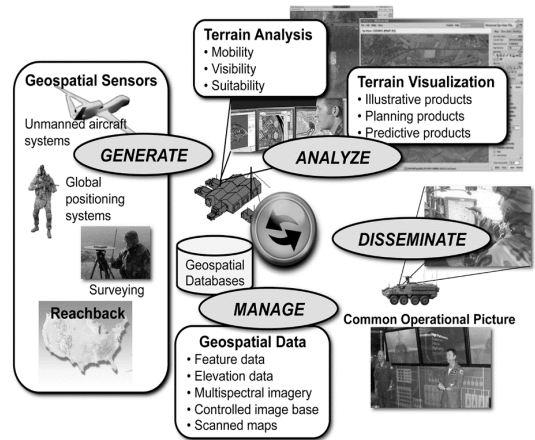 Terrain Analysis
• Mobility
• Visibility
• Suitability
Geospatial Sensors
Unmanned aircraft
systems
Terrain Visualization
• Illustrative products
• Planning products
• Predictive products
GENERATE
ANALYZE
Global
positioning
systems
DISSEMINATE
Geospatial
Databases
Surveying
Reachback
MANAGE
Common Operational Picture
Geospatial Data
• Feature data
• Elevation data
• Multispectral imagery
• Controlled image base
• Scanned maps